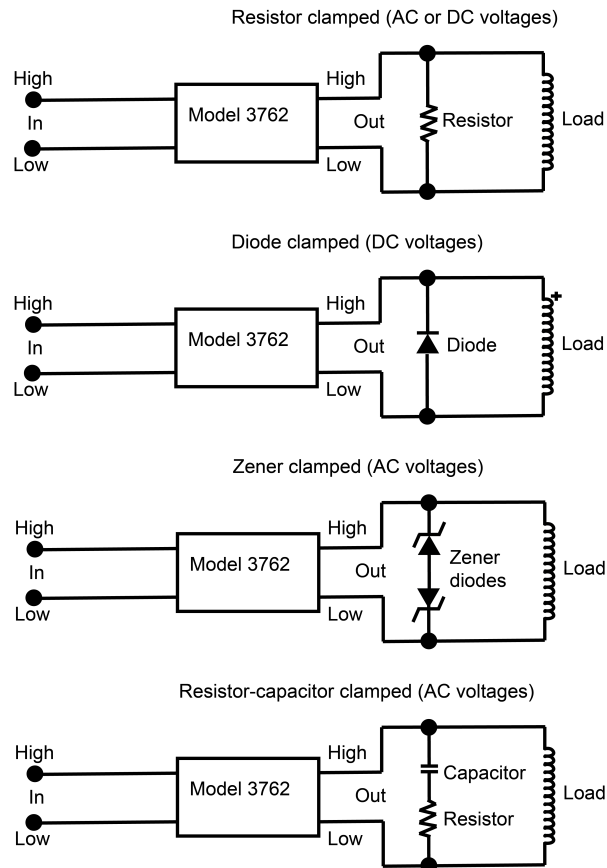 Resistor clamped (AC or DC voltages)
High
High
In
Model 3762
Out
Resistor
Load
Low
Low
Diode clamped (DC voltages)
High
High
+
In
Model 3762
Out
Diode
Load
Low
Low
Zener clamped (AC voltages)
High
High
In
Model 3762
Out
Zener
diodes
Load
Low
Low
Resistor-capacitor clamped (AC voltages)
High
High
In
Model 3762
Out
Capacitor
Resistor
Load
Low
Low